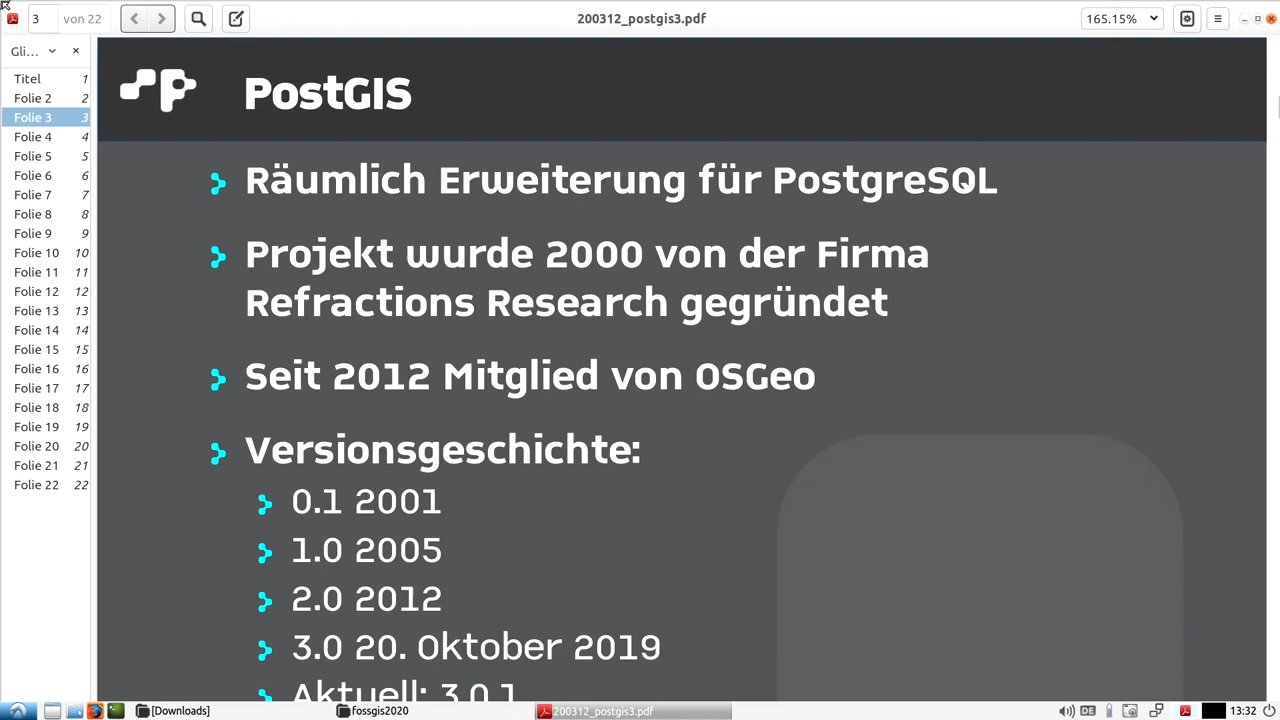 3 von 22
200312_postgis3.pdf
165.15%
Gli...
Titel 1
Folie 2 2
Folie 3 3
Folie 4 4
Folie 5 5
Folie 6 6
Folie 7 7
Folie 8 8
Folie 9 9
Folie 10 10
Folie 11 11
Folie 12 12
Folie 13 13
Folie 14 14
Folie 15 15
Folie 16 16
Folie 17 17
Folie 18 18
Folie 19 19
Folie 20 20
Folie 21 21
Folie 22 22
PostGIS
Räumlich Erweiterung für PostgreSQL
Projekt wurde 2000 von der Firma
Refractions Research gegründet
Seit 2012 Mitglied von OSGeo
Versionsgeschichte:
0.1 2001
1.0 2005
2.0 2012
3.0 20. Oktober 2019
Aktuell: 3.0.1
[Downloads]
fossgis2020
200312_postgis3.pdf
DE
13:32